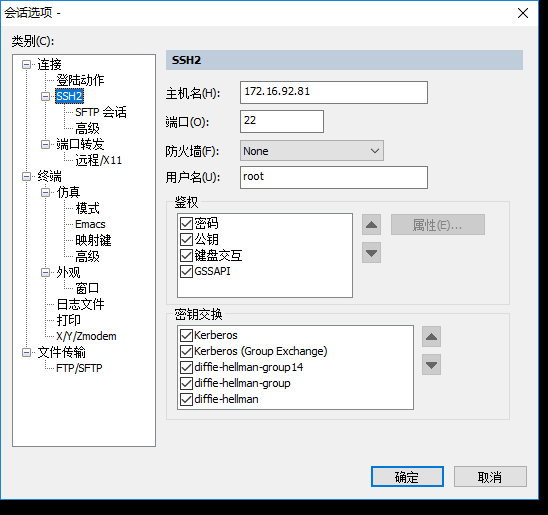 会话选项 -
类别(C):
连接
登陆动作
SSH2
SFTP 会话
高级
端口转发
远程/X11
终端
仿真
模式
Emacs
映射键
高级
外观
窗口
日志文件
打印
X/Y/Zmodem
文件传输
FTP/SFTP
SSH2
主机名(H): 172.16.92.81
端口(O): 22
防火墙(F): None
用户名(U): root
鉴权
密码
公钥
键盘交互
GSSAPI
属性(E)...
密钥交换
Kerberos
Kerberos (Group Exchange)
diffie-hellman-group14
diffie-hellman-group
diffie-hellman
确定
取消